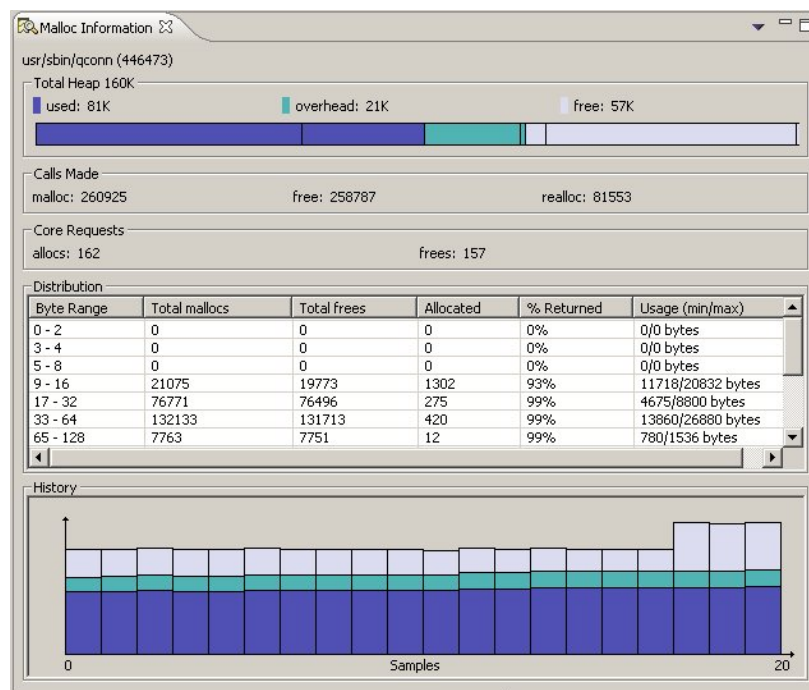 Malloc Information
usr/sbin/qconn (446473)
Total Heap 160K
used: 81K overhead: 21K free: 57K
Calls Made
malloc: 260925 free: 258787 realloc: 81553
Core Requests
allocs: 162 frees: 157
Distribution
Byte Range Total mallocs Total frees Allocated % Returned Usage (min/max)
0 - 2 0 0 0 0% 0/0 bytes
3 - 4 0 0 0 0% 0/0 bytes
5 - 8 0 0 0 0% 0/0 bytes
9 - 16 21075 19773 1302 93% 11718/20832 bytes
17 - 32 76771 76496 275 99% 4675/8800 bytes
33 - 64 132133 131713 420 99% 13860/26880 bytes
65 - 128 7763 7751 12 99% 780/1536 bytes
History
0 Samples 20